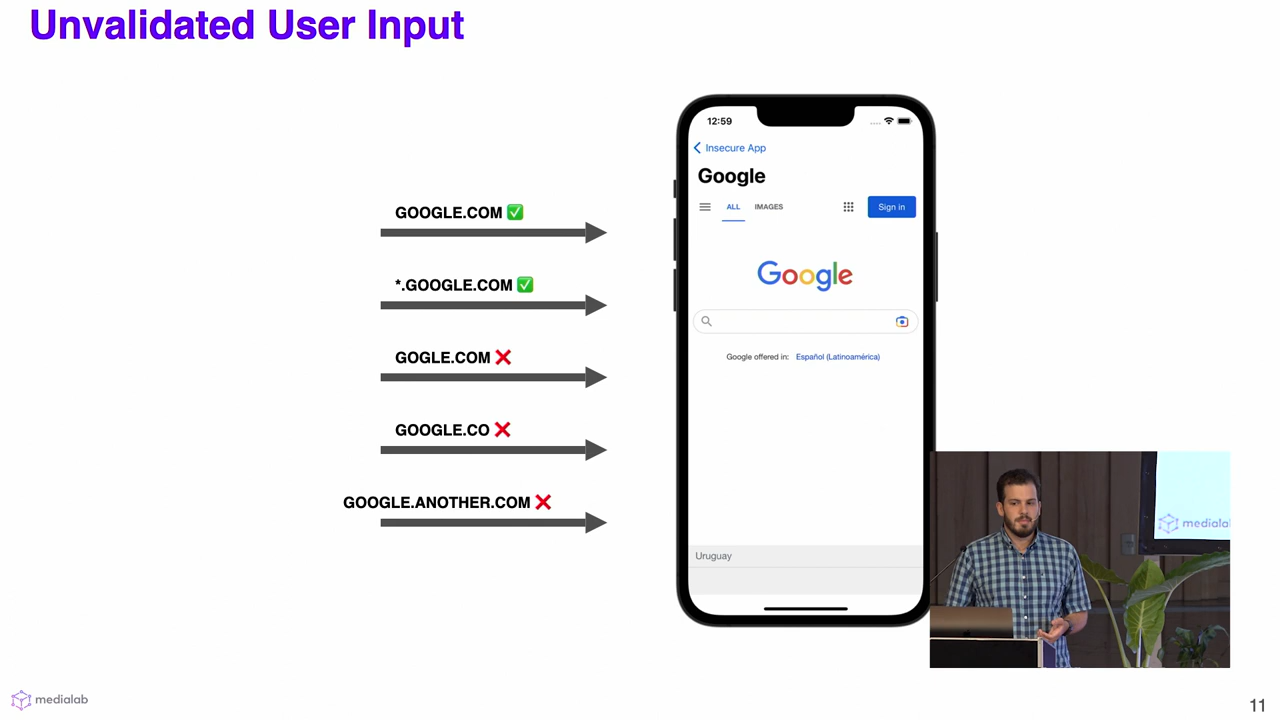 Unvalidated User Input
GOOGLE.COM ✅
*.GOOGLE.COM ✅
GOGLE.COM ❌
GOOGLE.CO ❌
GOOGLE.ANOTHER.COM ❌
12:59
Insecure App
Google
ALL IMAGES Sign in
Google
Google offered in: Español (Latinoamérica)
Uruguay
medialab
medialab
11